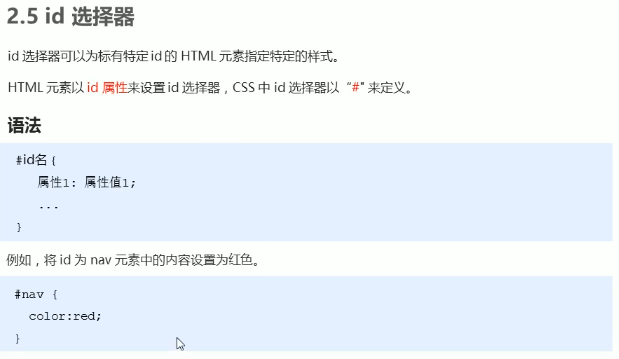 2.5 id 选择器
id 选择器可以为标有特定 id 的 HTML 元素指定特定的样式。
HTML 元素以 id 属性来设置 id 选择器，CSS 中 id 选择器以 “#" 来定义。
语法
#id名 {
属性1: 属性值1;
...
}
例如，将 id 为 nav 元素中的内容设置为红色。
#nav {
color:red;
}